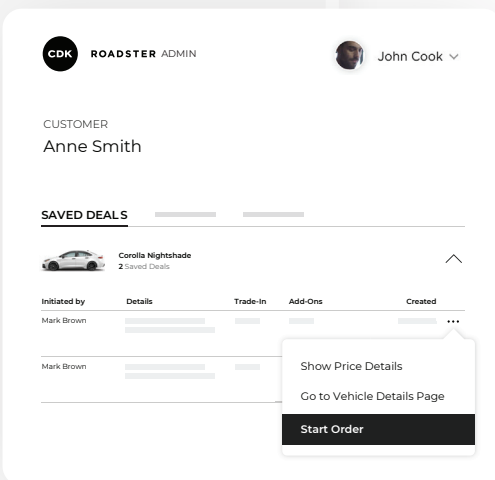 CDK ROADSTER ADMIN
John Cook
CUSTOMER
Anne Smith
SAVED DEALS
Corolla Nightshade
2 Saved Deals
Initiated by Details Trade-In Add-Ons Created
Mark Brown
Mark Brown
Show Price Details
Go to Vehicle Details Page
Start Order